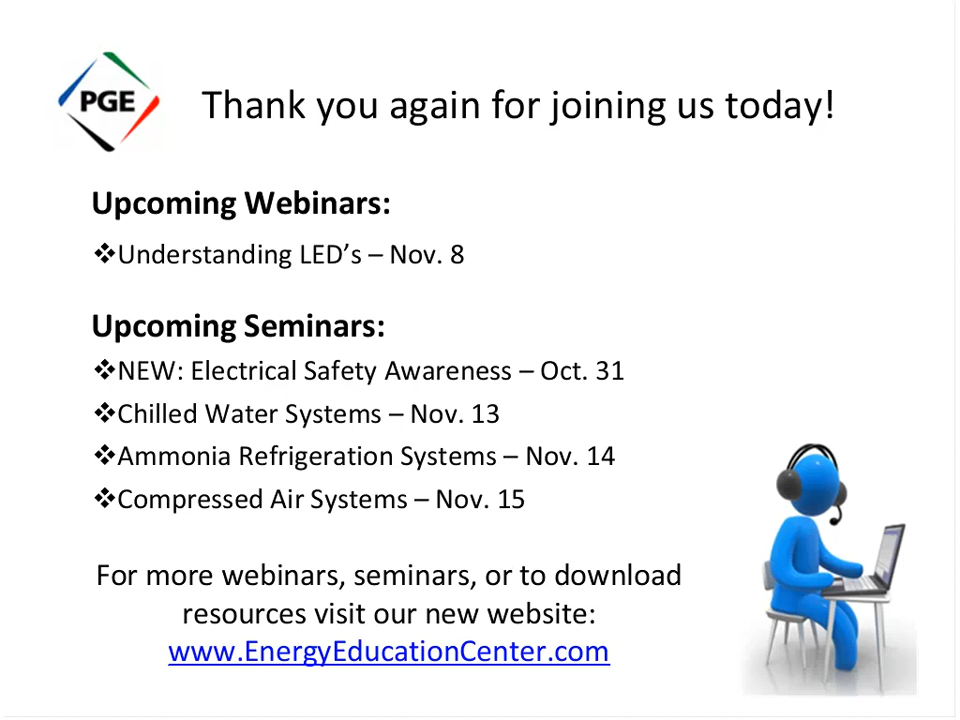 PGE
Thank you again for joining us today!
Upcoming Webinars:
❖Understanding LED’s – Nov. 8
Upcoming Seminars:
❖NEW: Electrical Safety Awareness – Oct. 31
❖Chilled Water Systems – Nov. 13
❖Ammonia Refrigeration Systems – Nov. 14
❖Compressed Air Systems – Nov. 15
For more webinars, seminars, or to download
resources visit our new website:
www.EnergyEducationCenter.com